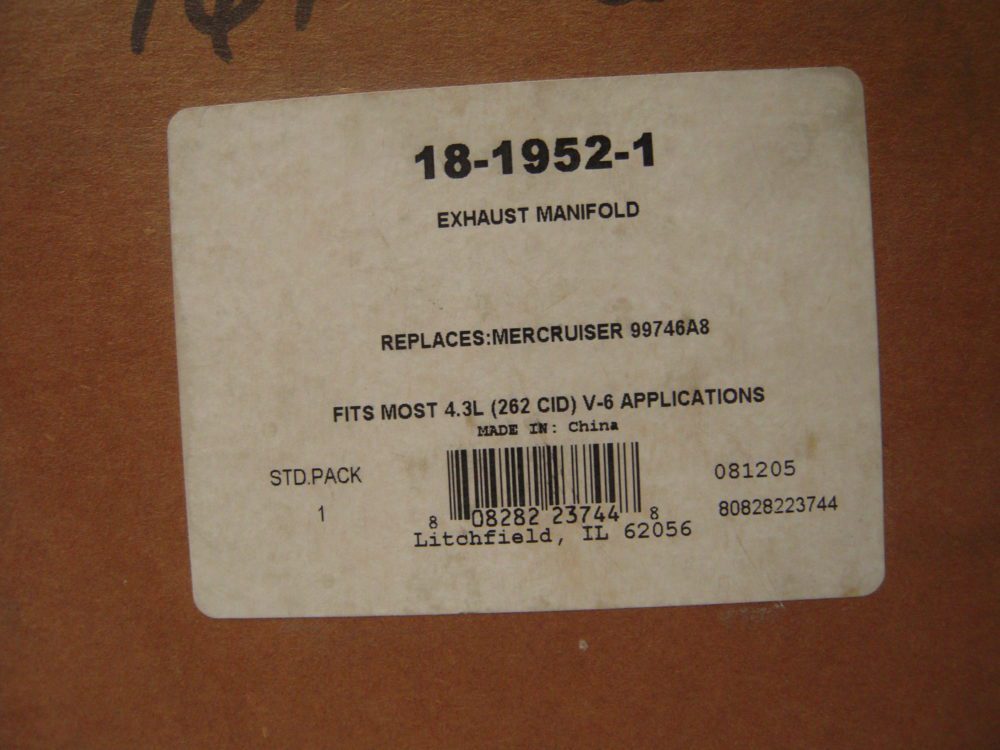 18-1952-1
EXHAUST MANIFOLD
REPLACES:MERCRUISER 99746A8
FITS MOST 4.3L (262 CID) V-6 APPLICATIONS
MADE IN: China
STD.PACK
1
8 08282 23744 8
Litchfield, IL 62056
081205
80828223744